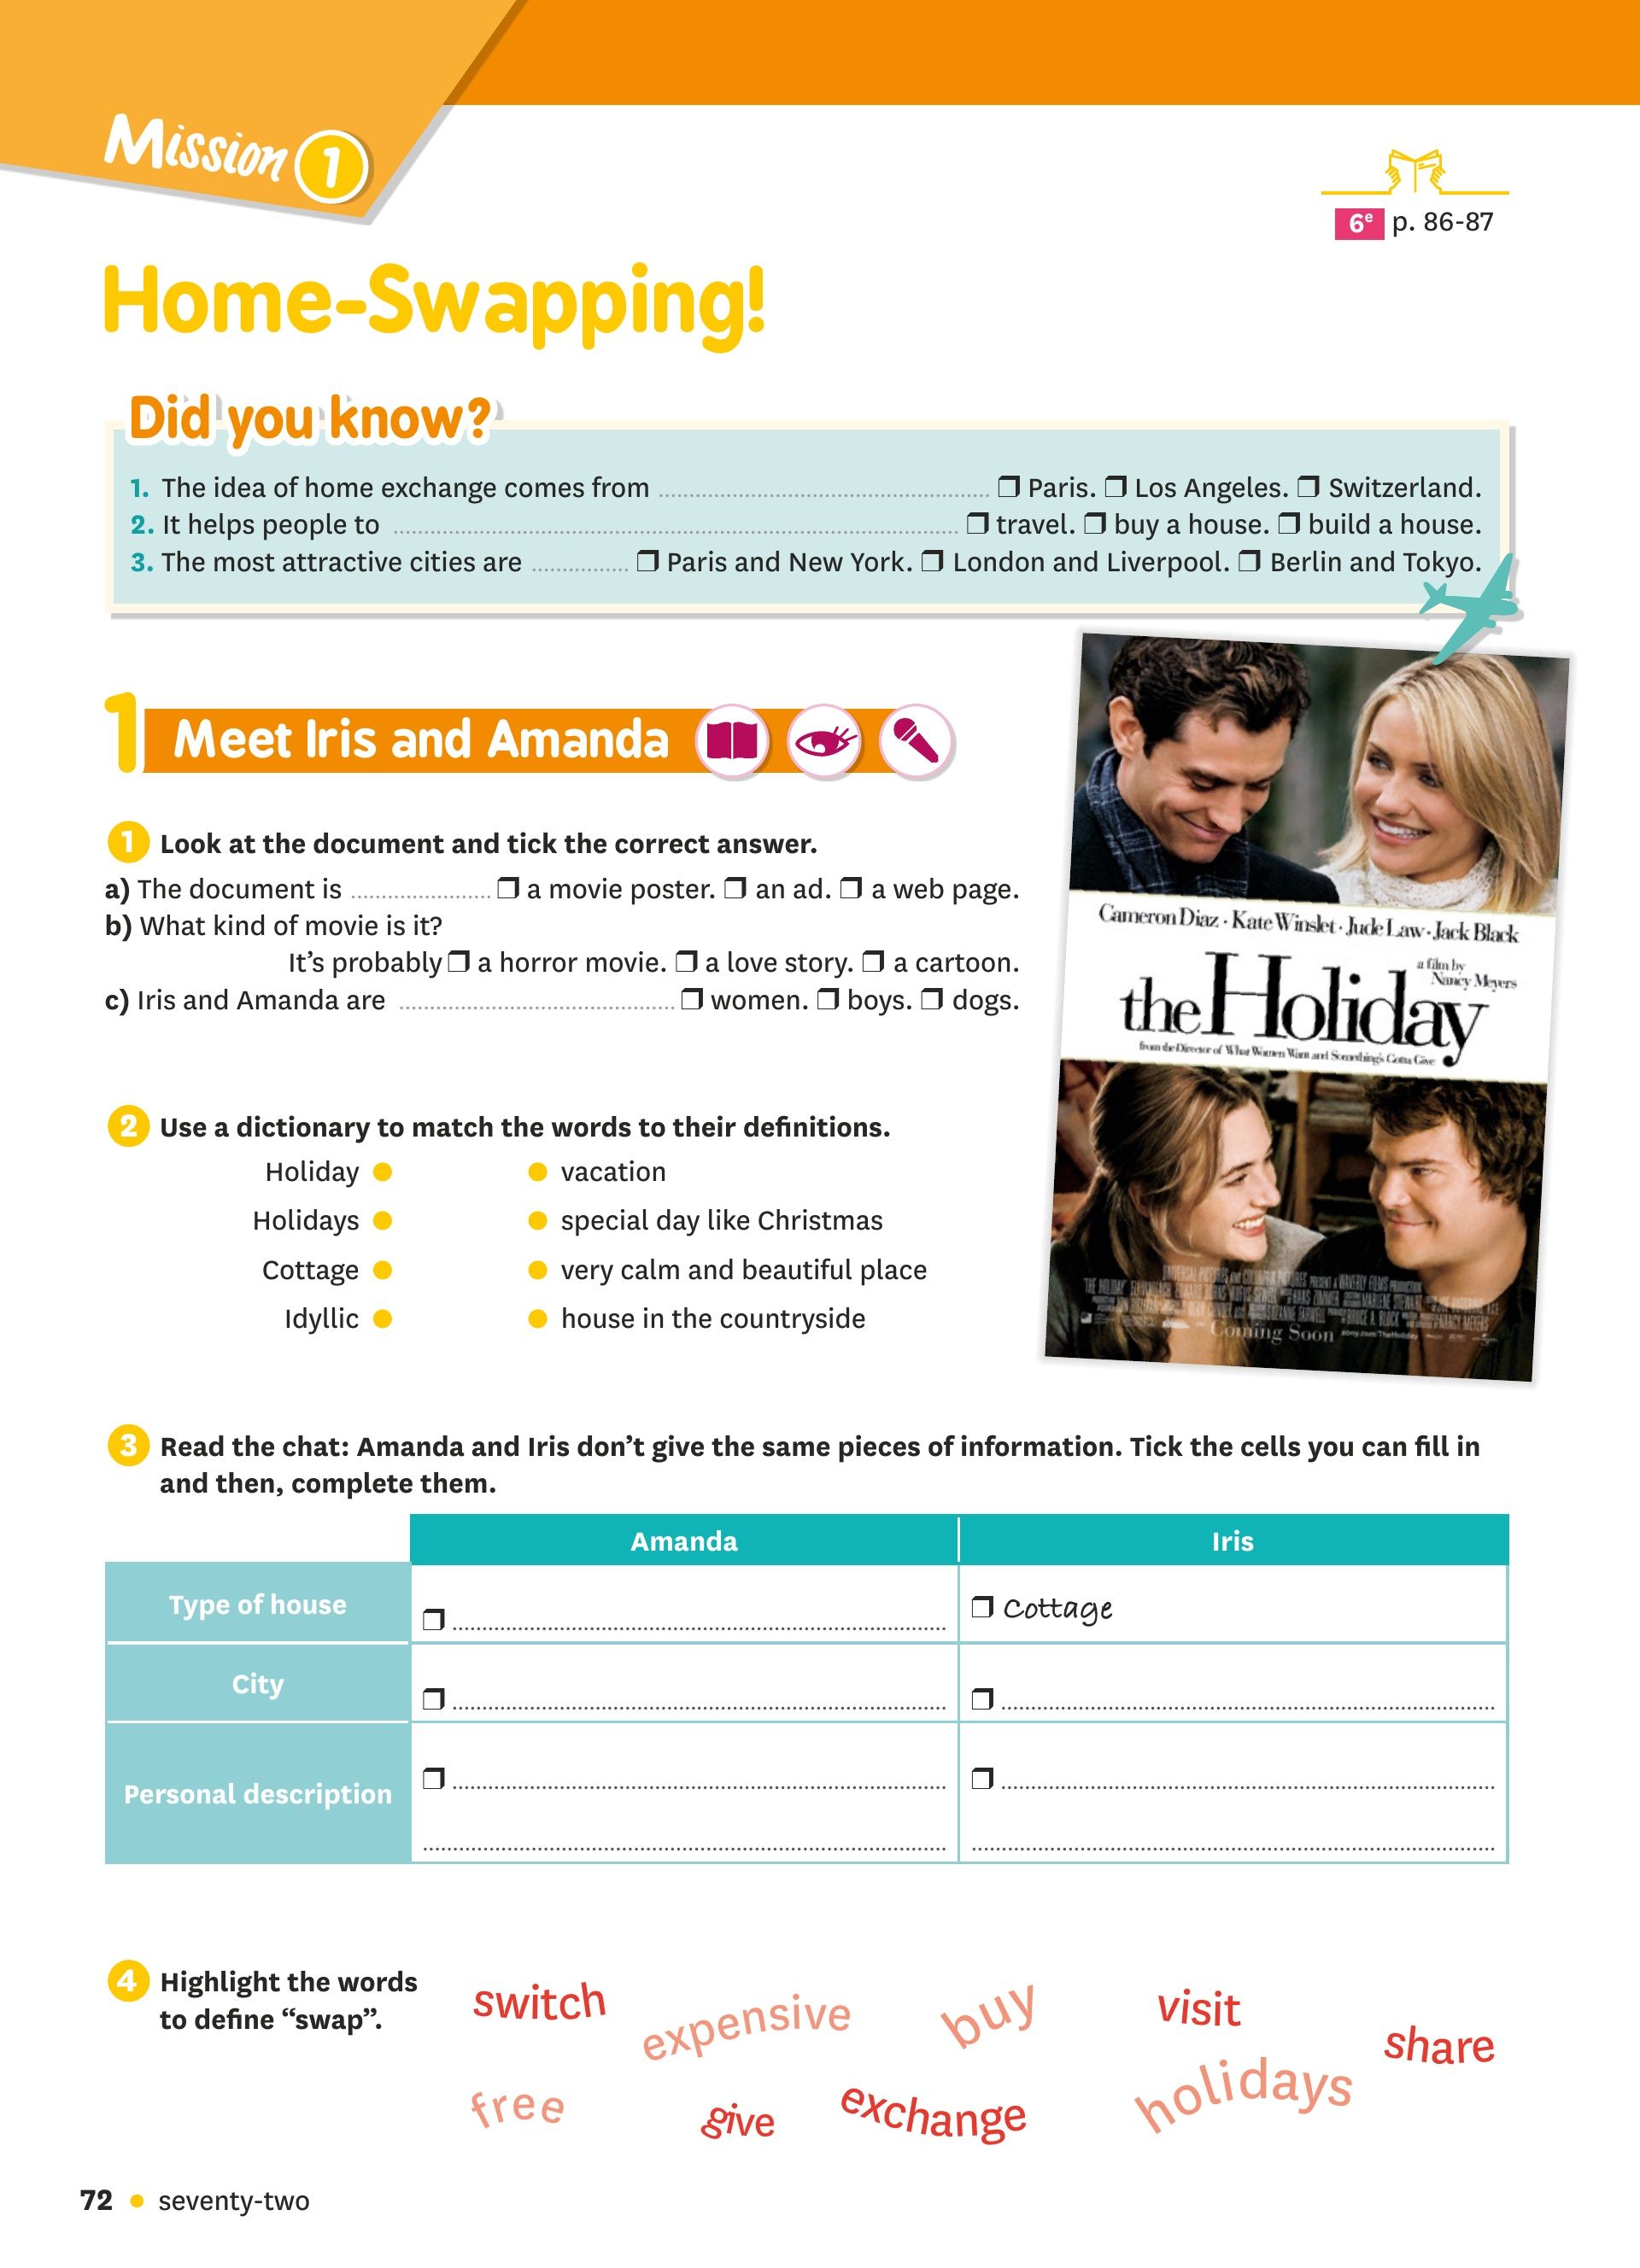 Mission 1
6e p. 86-87
Home-Swapping!
Did you know?
1. The idea of home exchange comes from ........................................ ❐ Paris. ❐ Los Angeles. ❐ Switzerland.
2. It helps people to ........................................ ❐ travel. ❐ buy a house. ❐ build a house.
3. The most attractive cities are ............... ❐ Paris and New York. ❐ London and Liverpool. ❐ Berlin and Tokyo.
1 Meet Iris and Amanda
1 Look at the document and tick the correct answer.
a) The document is .................... ❐ a movie poster. ❐ an ad. ❐ a web page.
b) What kind of movie is it?
It's probably ❐ a horror movie. ❐ a love story. ❐ a cartoon.
c) Iris and Amanda are ........................................ ❐ women. ❐ boys. ❐ dogs.
Cameron Diaz · Kate Winslet · Jude Law · Jack Black
a film by
Nancy Meyers
the Holiday
from the Director of What Women Want and Something's Gotta Give
Coming Soon
2 Use a dictionary to match the words to their definitions.
Holiday ● ● vacation
Holidays ● ● special day like Christmas
Cottage ● ● very calm and beautiful place
Idyllic ● ● house in the countryside
3 Read the chat: Amanda and Iris don't give the same pieces of information. Tick the cells you can fill in
and then, complete them.
Amanda Iris
Type of house ❐ ........................................ ❐ Cottage
City ❐ ........................................ ❐ ........................................
Personal description ❐ ........................................ ❐ ........................................
4 Highlight the words
to define "swap".
switch expensive buy visit share
free give exchange holidays
72 ● seventy-two